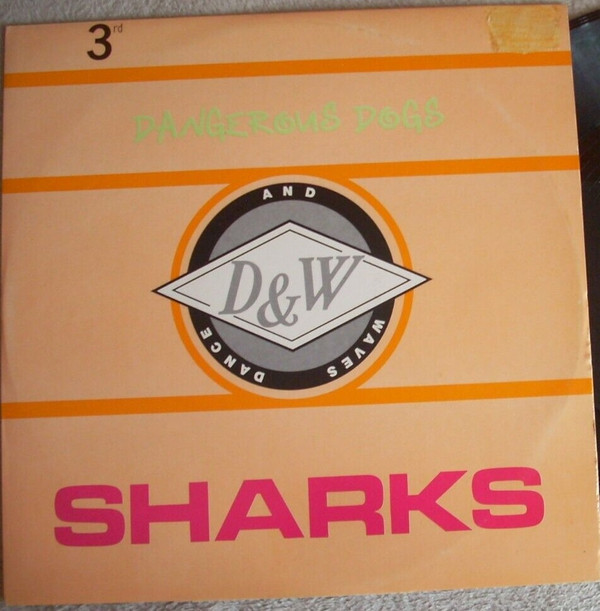 3rd
DANGEROUS DOGS
AND
D&W
DANCE
WAVES
SHARKS